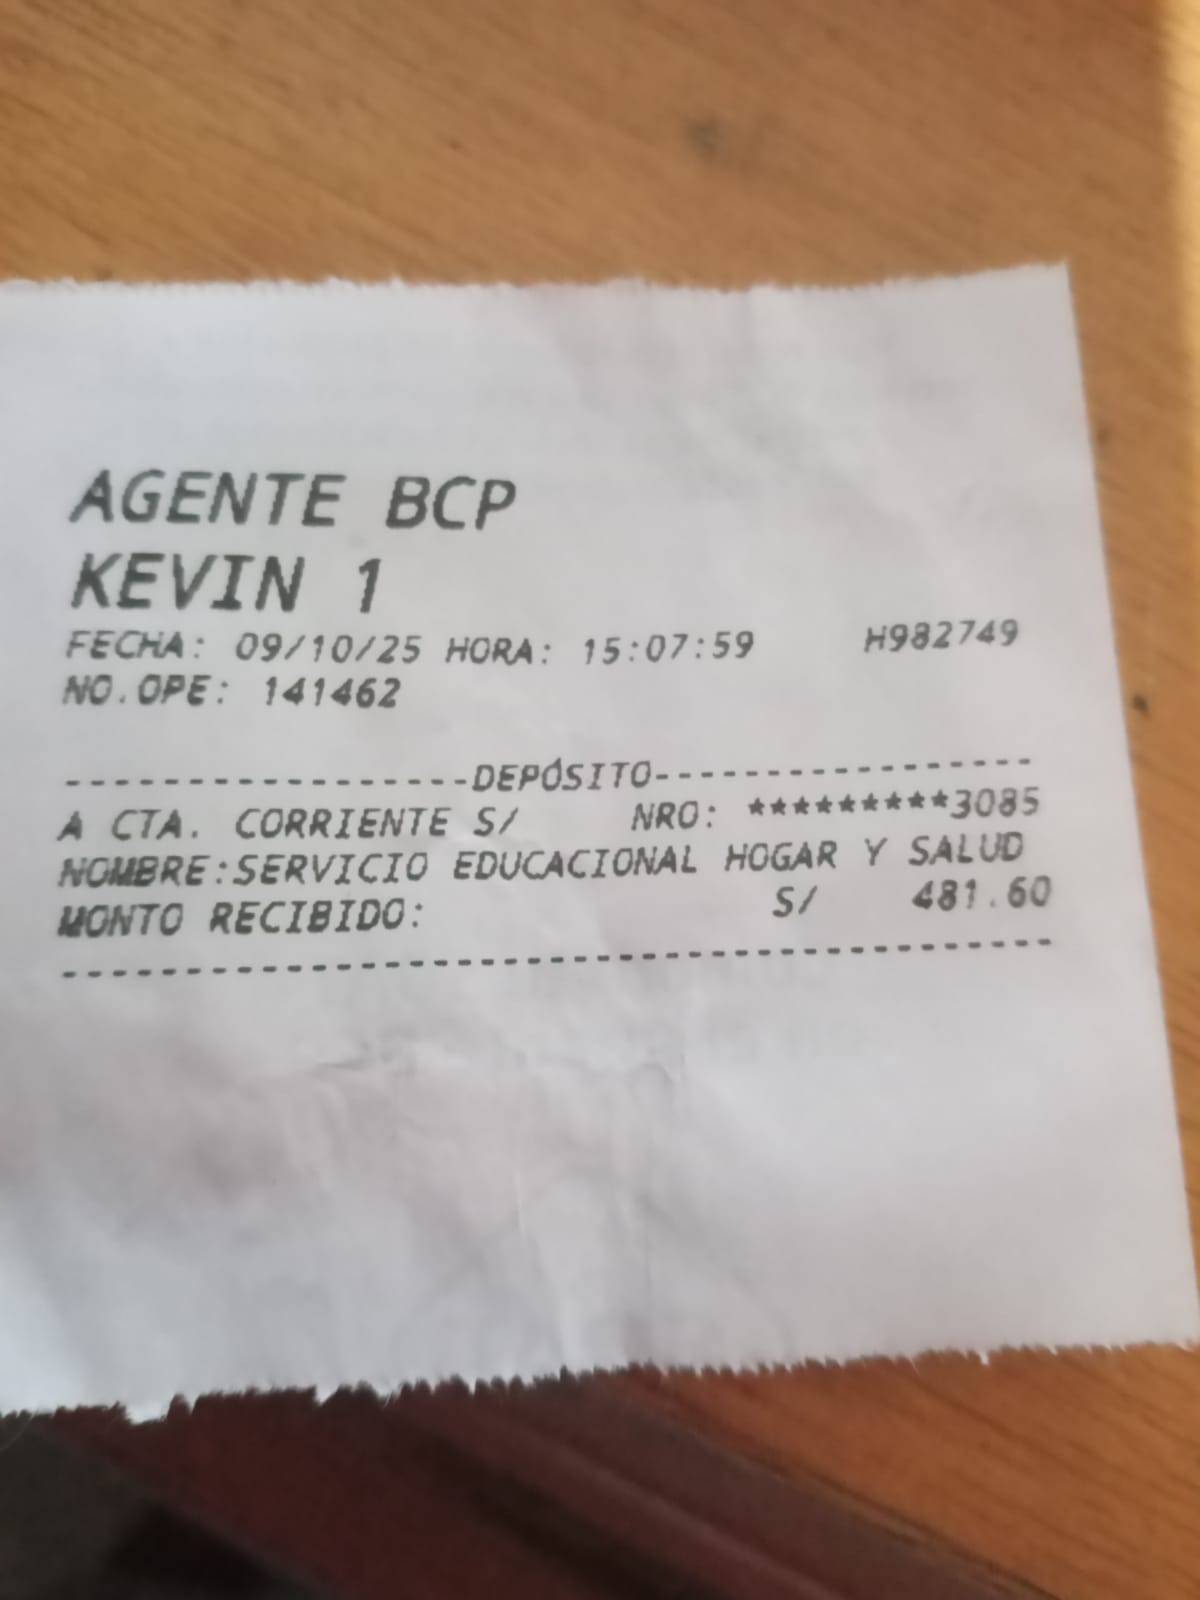 AGENTE BCP
KEVIN 1
FECHA: 09/10/25 HORA: 15:07:59 H982749
NO.OPE: 141462
-----------------DEPÓSITO----------------
A CTA. CORRIENTE S/ NRO: *********3085
NOMBRE:SERVICIO EDUCACIONAL HOGAR Y SALUD
MONTO RECIBIDO: S/ 481.60
-----------------------------------------